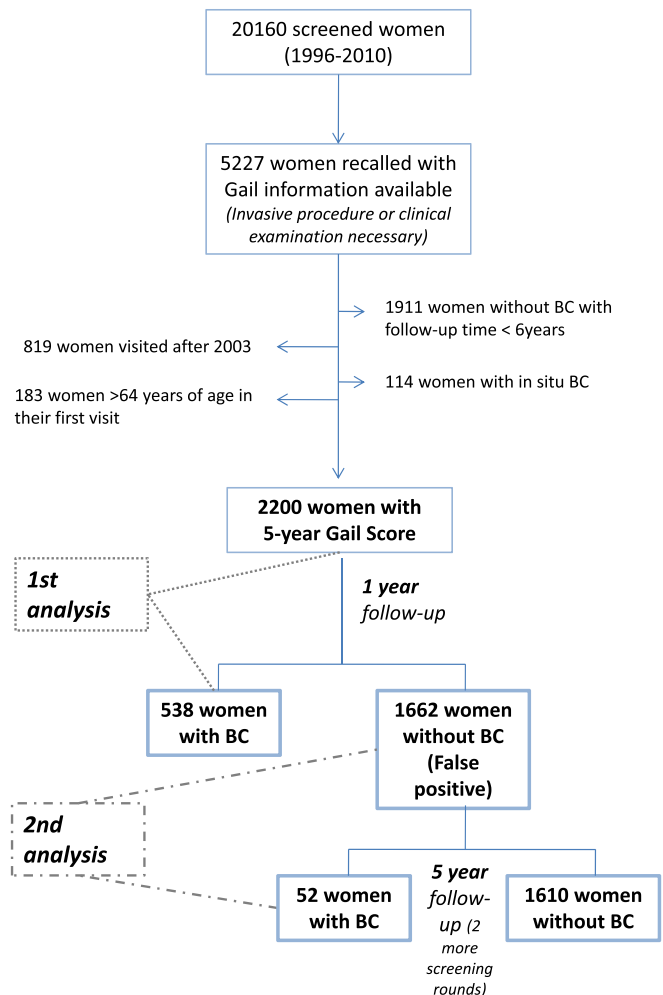 20160 screened women
(1996-2010)
5227 women recalled with
Gail information available
(Invasive procedure or clinical
examination necessary)
1911 women without BC with
follow-up time < 6years
819 women visited after 2003
114 women with in situ BC
183 women >64 years of age in
their first visit
2200 women with
5-year Gail Score
1st
analysis
1 year
follow-up
538 women
with BC
1662 women
without BC
(False
positive)
2nd
analysis
52 women
with BC
5 year
follow-
up (2
more
screening
rounds)
1610 women
without BC